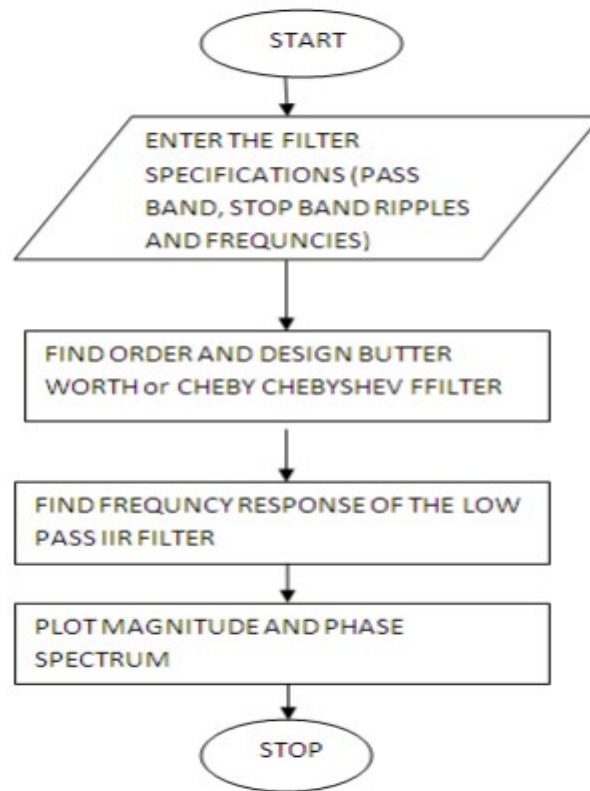 START
ENTER THE FILTER
SPECIFICATIONS (PASS
BAND, STOP BAND RIPPLES
AND FREQUNCIES)
FIND ORDER AND DESIGN BUTTER
WORTH or CHEBY CHEBYSHEV FFILTER
FIND FREQUNCY RESPONSE OF THE LOW
PASS IIR FILTER
PLOT MAGNITUDE AND PHASE
SPECTRUM
STOP